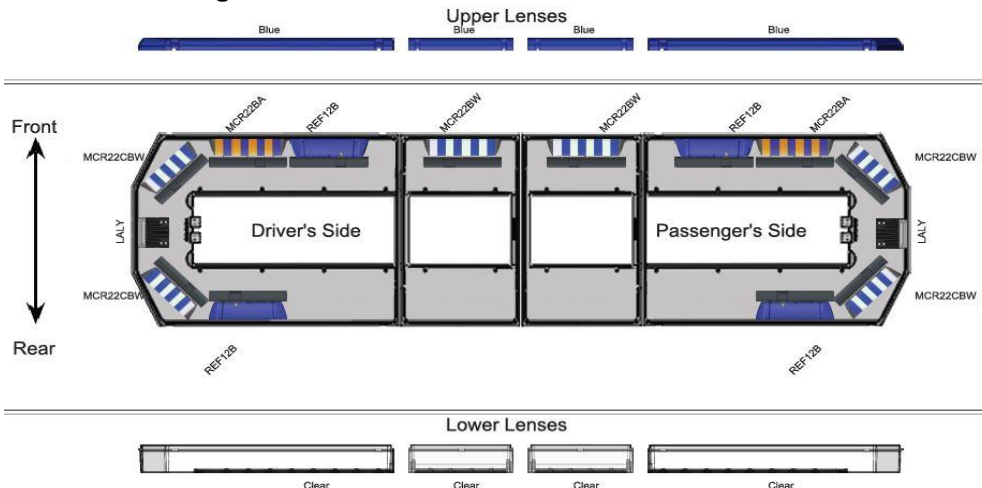 Upper Lenses
Blue
Blue
Blue
Blue
MCR22BA
REF12B
MCR22BW
MCR22BW
REF12B
MCR22BA
Front
MCR22CBW
MCR22CBW
LALY
Driver's Side
Passenger's Side
LALY
MCR22CBW
MCR22CBW
Rear
REF12B
REF12B
Lower Lenses
Clear
Clear
Clear
Clear